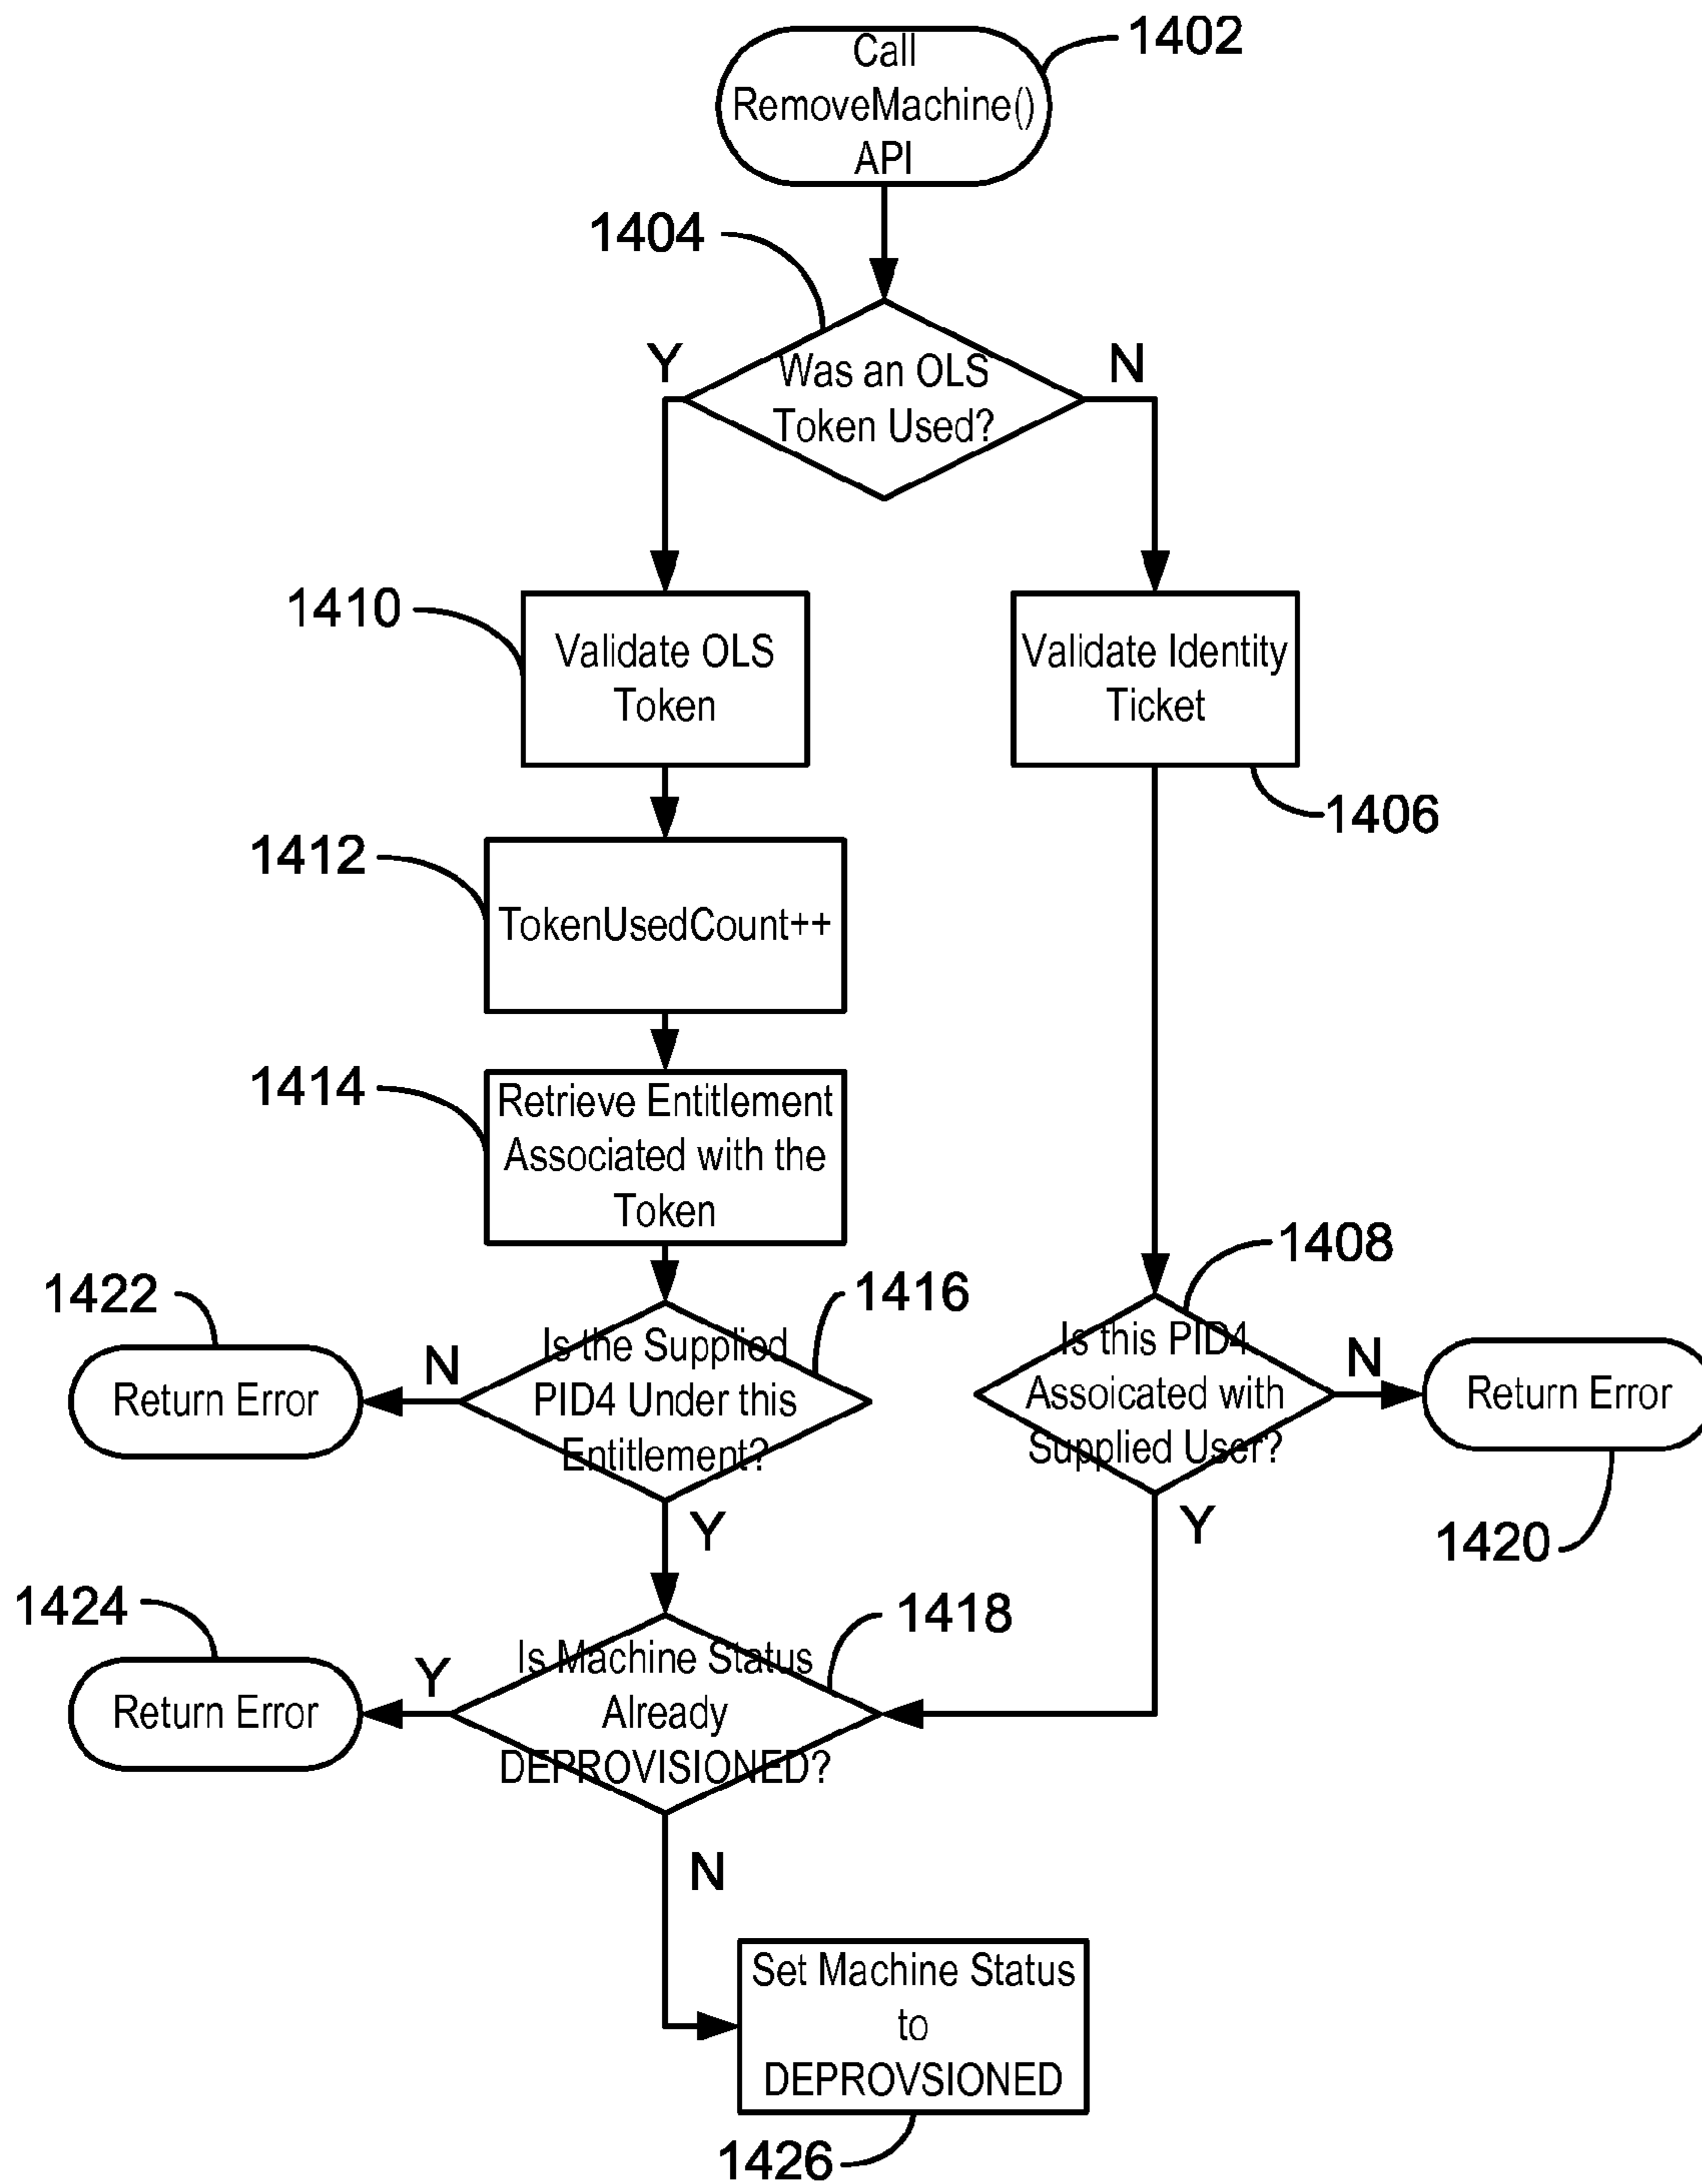 Call
RemoveMachine()
API
1402
1404
Y
Was an OLS
Token Used?
N
1410
Validate OLS
Token
Validate Identity
Ticket
1406
1412
TokenUsedCount++
1414
Retrieve Entitlement
Associated with the
Token
1422
Return Error
N
1416
Is the Supplied
PID4 Under this
Entitlement?
Y
1408
Is this PID4
Assoicated with
Supplied User?
N
Return Error
1420
Y
1424
Return Error
Y
1418
Is Machine Status
Already
DEPROVISIONED?
N
Set Machine Status
to
DEPROVSIONED
1426